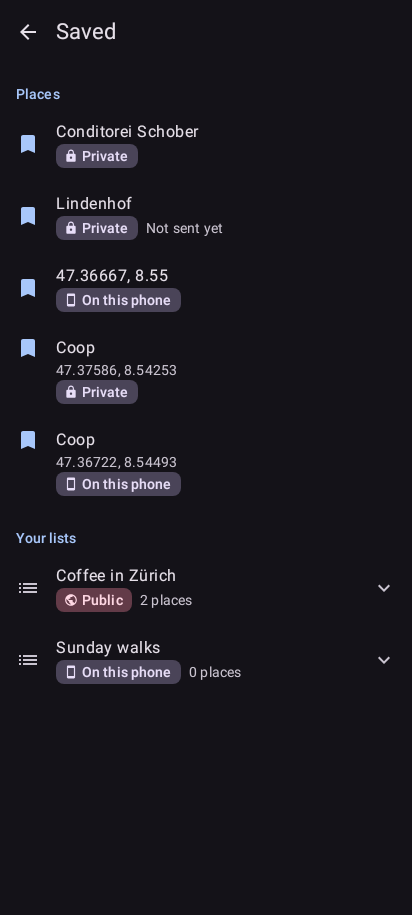 Saved
Places
Conditorei Schober
Private
Lindenhof
Private Not sent yet
47.36667, 8.55
On this phone
Coop
47.37586, 8.54253
Private
Coop
47.36722, 8.54493
On this phone
Your lists
Coffee in Zürich
Public 2 places
Sunday walks
On this phone 0 places